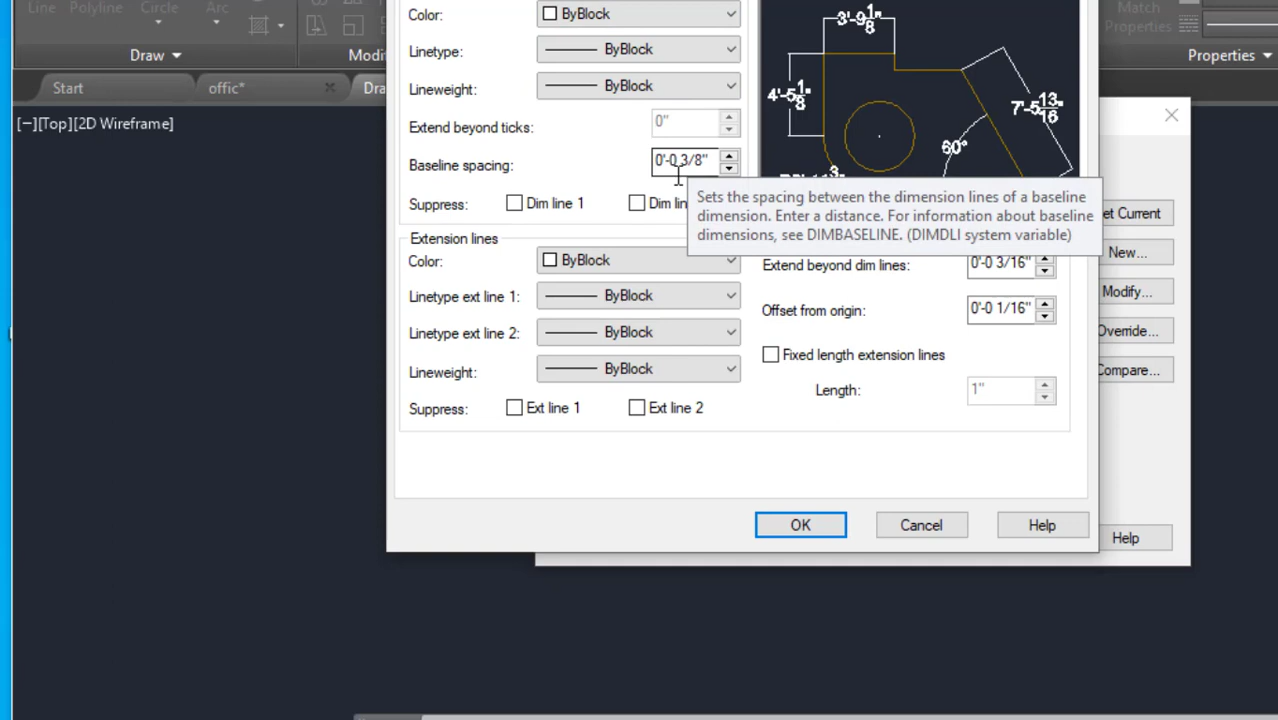 Line Polyline Circle Arc
Match
Properties
Draw
Modi
Properties
Start
offic*
Dra
[−][Top][2D Wireframe]
Color:
ByBlock
Linetype:
ByBlock
Lineweight:
ByBlock
Extend beyond ticks:
0"
Baseline spacing:
0'-0 3/8"
Suppress:
Dim line 1
Dim lin
3'-9 1/8"
4'-5 1/8
7'-5 13/16"
60°
Sets the spacing between the dimension lines of a baseline
dimension. Enter a distance. For information about baseline
dimensions, see DIMBASELINE. (DIMDLI system variable)
Extension lines
Color:
ByBlock
Linetype ext line 1:
ByBlock
Linetype ext line 2:
ByBlock
Lineweight:
ByBlock
Suppress:
Ext line 1
Ext line 2
Extend beyond dim lines:
0'-0 3/16"
Offset from origin:
0'-0 1/16"
Fixed length extension lines
Length:
1"
OK
Cancel
Help
et Current
New...
Modify...
Override...
Compare...
Help